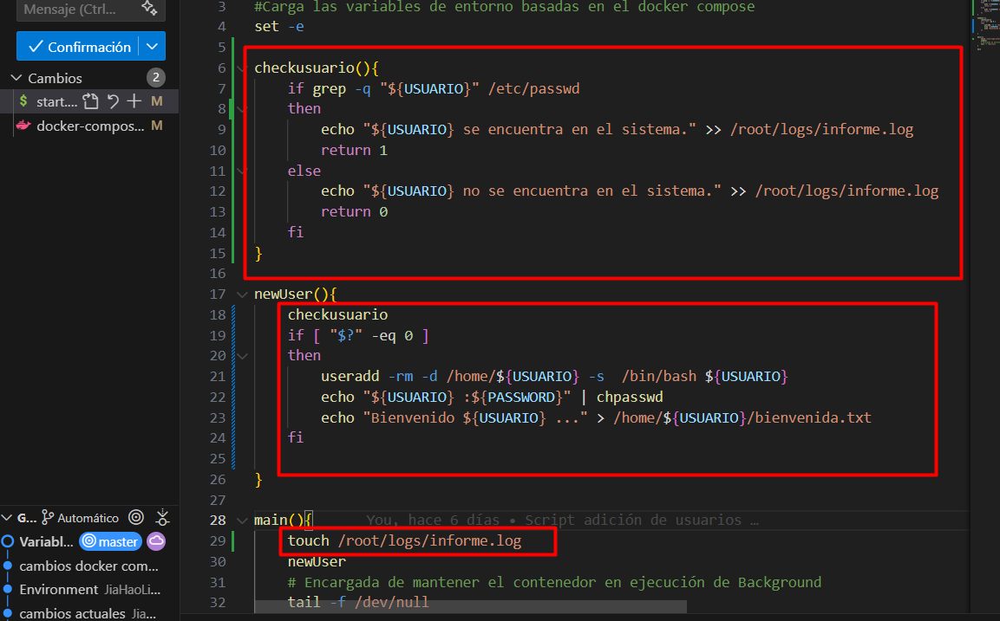 Mensaje (Ctrl...
Confirmación
Cambios 2
$ start.... M
docker-compos... M
G... Automático
Variabl... master
cambios docker com...
Environment JiaHaoLi...
cambios actuales Jia...
3 #Carga las variables de entorno basadas en el docker compose
4 set -e
5
6 checkusuario(){
7 if grep -q "${USUARIO}" /etc/passwd
8 then
9 echo "${USUARIO} se encuentra en el sistema." >> /root/logs/informe.log
10 return 1
11 else
12 echo "${USUARIO} no se encuentra en el sistema." >> /root/logs/informe.log
13 return 0
14 fi
15 }
16
17 newUser(){
18 checkusuario
19 if [ "$?" -eq 0 ]
20 then
21 useradd -rm -d /home/${USUARIO} -s  /bin/bash ${USUARIO}
22 echo "${USUARIO} :${PASSWORD}" | chpasswd
23 echo "Bienvenido ${USUARIO} ..." > /home/${USUARIO}/bienvenida.txt
24 fi
25
26 }
27
28 main(){ You, hace 6 días • Script adición de usuarios …
29 touch /root/logs/informe.log
30 newUser
31 # Encargada de mantener el contenedor en ejecución de Background
32 tail -f /dev/null